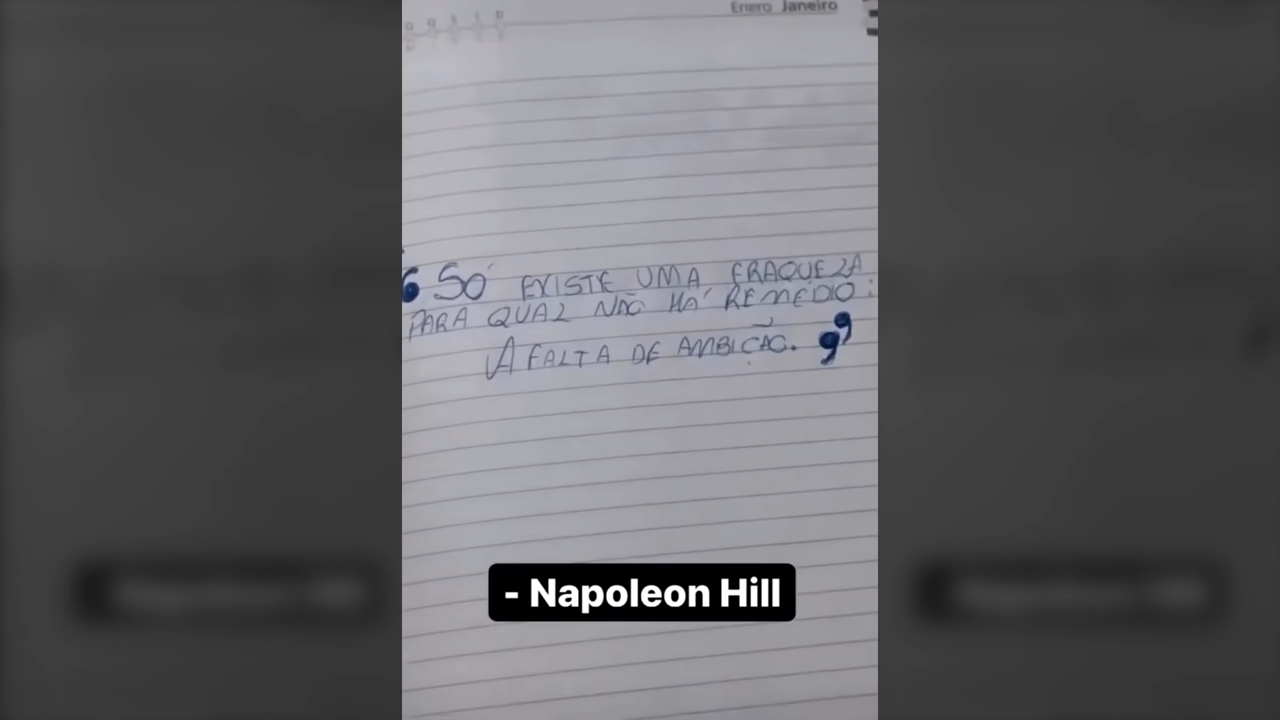 Enero Janeiro
“ SÓ EXISTE UMA FRAQUEZA
PARA QUAL NÃO HÁ REMÉDIO:
A FALTA DE AMBIÇÃO. ”
- Napoleon Hill